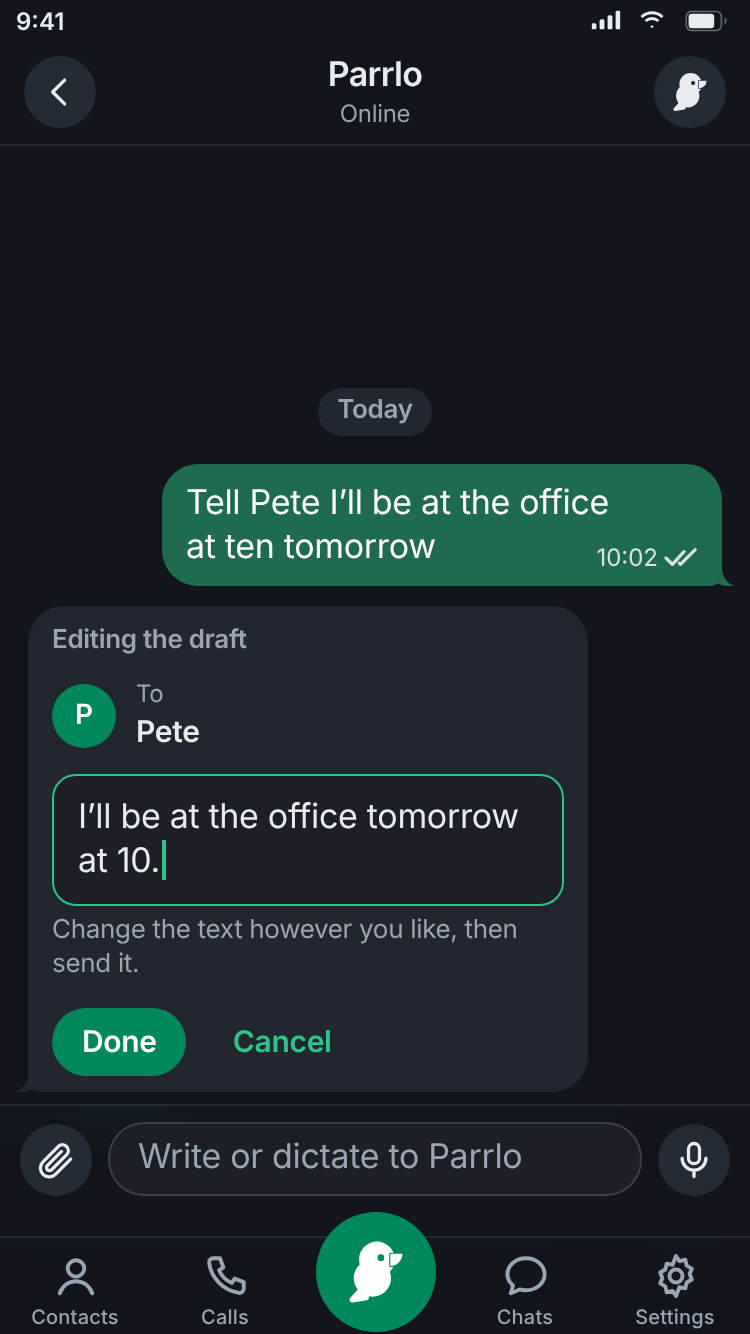 9:41
Parrlo
Online
Today
Tell Pete I’ll be at the office
at ten tomorrow
10:02
Editing the draft
P
To
Pete
I’ll be at the office tomorrow
at 10.
Change the text however you like, then
send it.
Done
Cancel
Write or dictate to Parrlo
Contacts
Calls
Chats
Settings